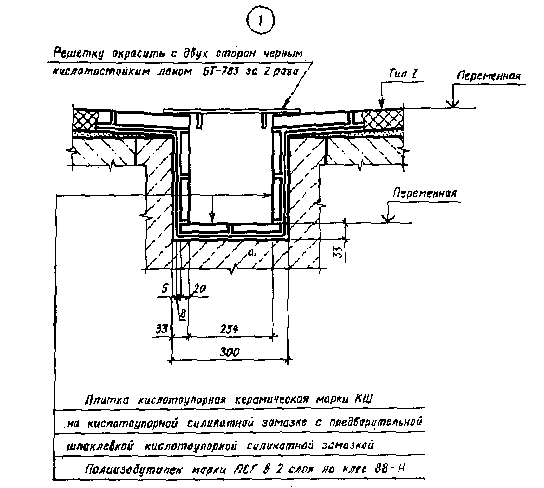 1
Решетку окрасить с двух сторон черным
кислотостойким лаком БТ-783 за 2 раза
Тип 2
Переменная
Переменная
33
5 20
8
33 234
300
Плитка кислотоупорная керамическая марки КШ
на кислотоупорной силикатной замазке с предварительной
шпаклевкой кислотоупорной силикатной замазкой
Полиизобутилен марки ПСГ в 2 слоя на клее 88-Н